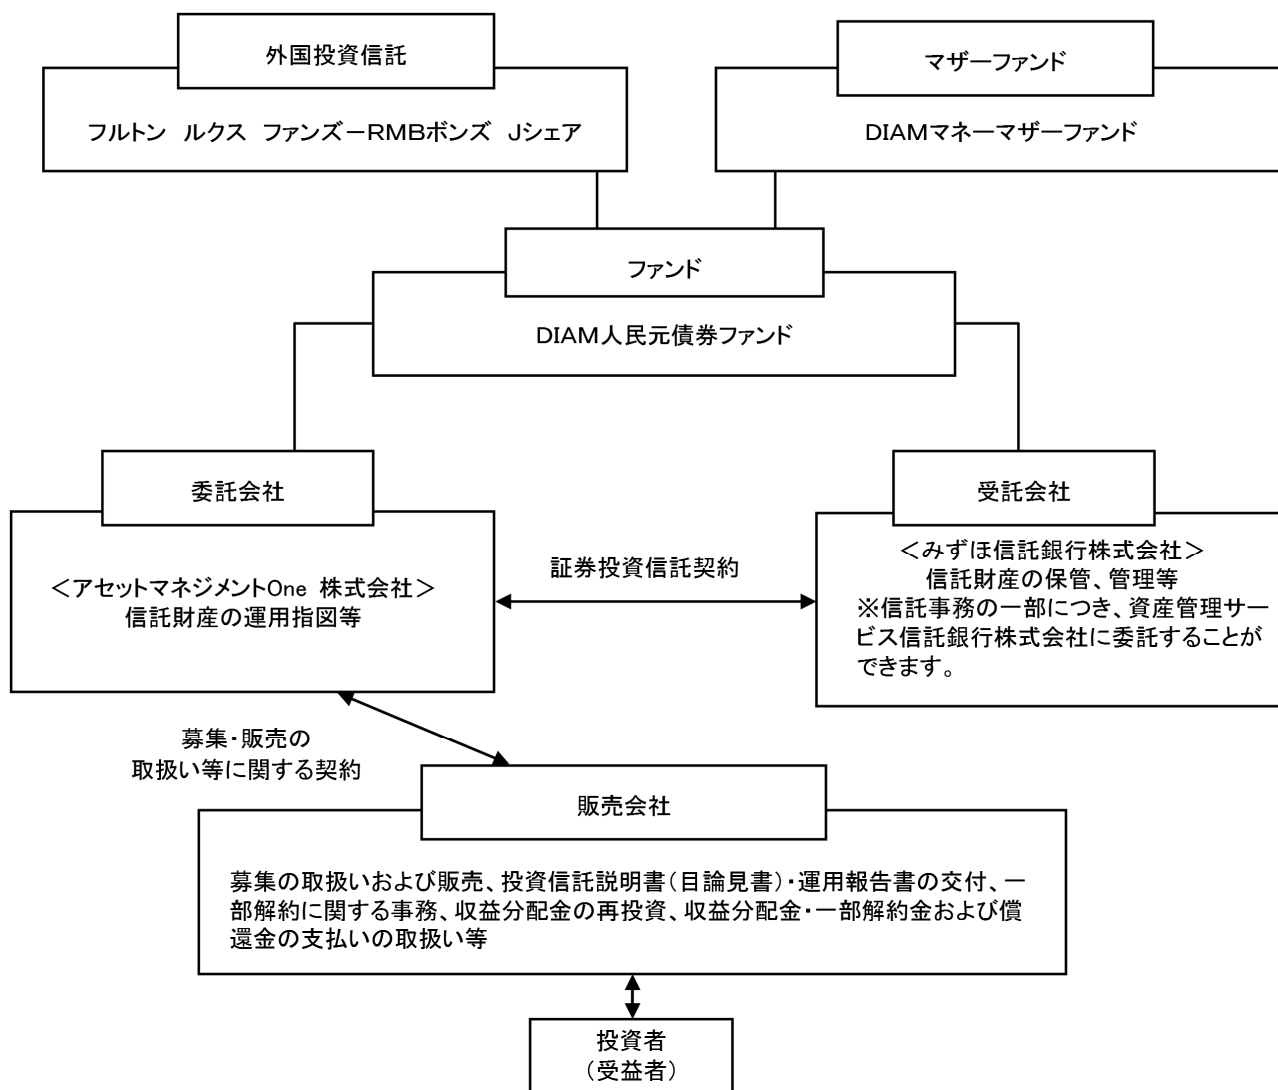 外国投資信託
フルトン ルクス ファンズ－RMBボンズ Jシェア
マザーファンド
DIAMマネーマザーファンド
ファンド
DIAM人民元債券ファンド
委託会社
＜アセットマネジメントOne 株式会社＞
信託財産の運用指図等
証券投資信託契約
受託会社
＜みずほ信託銀行株式会社＞
信託財産の保管、管理等
※信託事務の一部につき、資産管理サー
ビス信託銀行株式会社に委託することが
できます。
募集・販売の
取扱い等に関する契約
販売会社
募集の取扱いおよび販売、投資信託説明書（目論見書）・運用報告書の交付、一
部解約に関する事務、収益分配金の再投資、収益分配金・一部解約金および償
還金の支払いの取扱い等
投資者
（受益者）